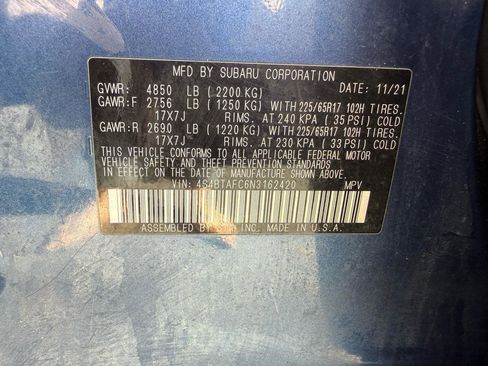 MFD BY SUBARU CORPORATION
GVWR: 4850 LB ( 2200 KG) DATE: 11/21
GAWR:F 2756 LB ( 1250 KG) WITH 225/65R17 102H TIRES.
17X7J RIMS. AT 240 KPA ( 35 PSI) COLD
GAWR:R 2690 LB ( 1220 KG) WITH 225/65R17 102H TIRES.
17X7J RIMS. AT 230 KPA ( 33 PSI) COLD
THIS VEHICLE CONFORMS TO ALL APPLICABLE FEDERAL MOTOR
VEHICLE SAFETY AND THEFT PREVENTION STANDARDS IN EFFECT
ON THE DATE OF MANUFACTURE SHOWN ABOVE.
VIN: 4S4BTAFC6N3162420 MPV
ASSEMBLED BY SIA, INC. MADE IN U.S.A.